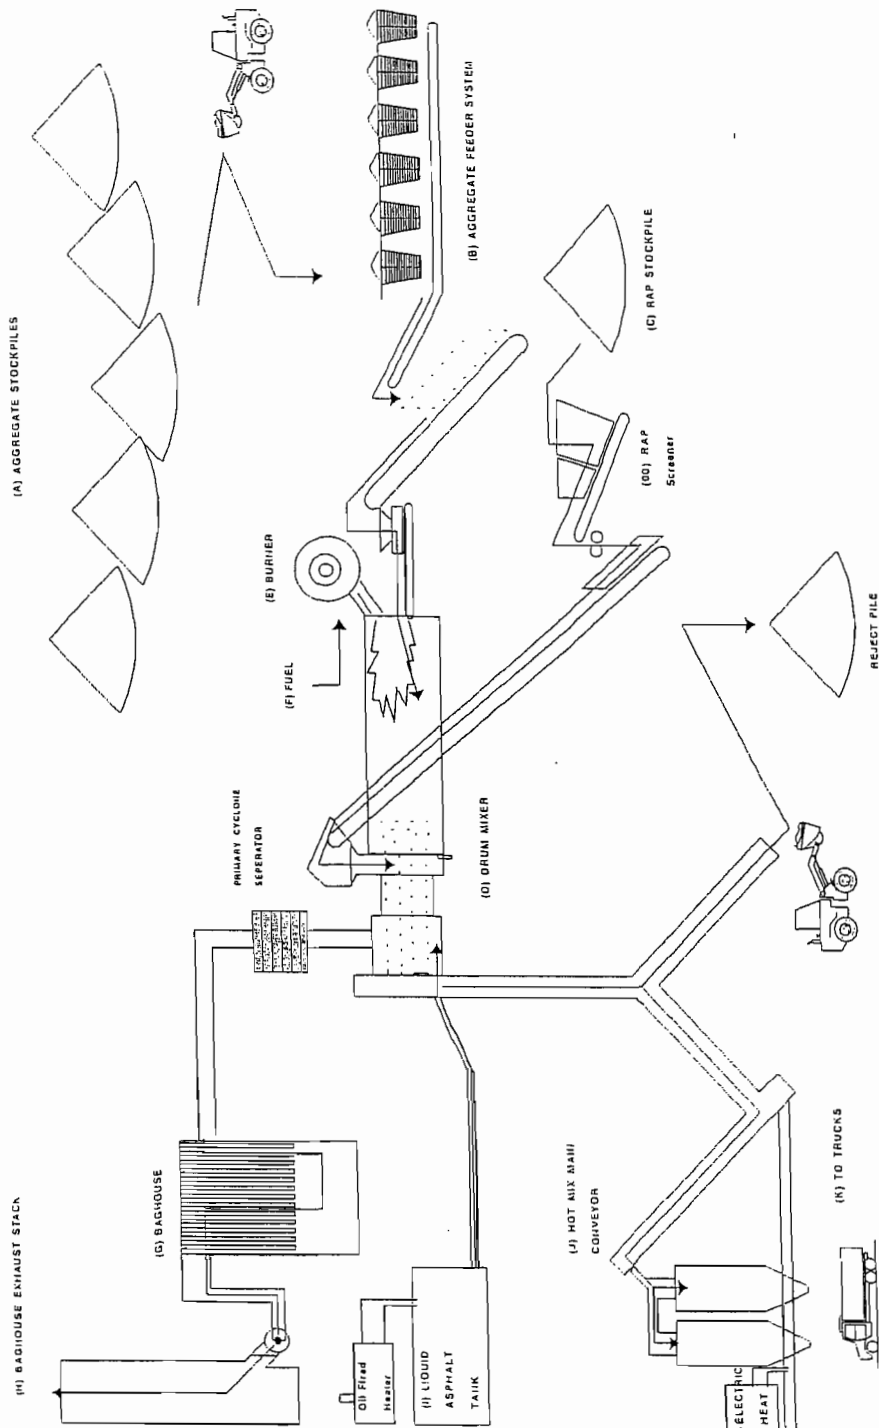 (A) AGGREGATE STOCKPILES
(B) AGGREGATE FEEDER SYSTEM
(C) RAP STOCKPILE
(00) RAP
Screener
(E) BURNER
(F) FUEL
REJECT PILE
PRIMARY CYCLONE
SEPERATOR
(D) DRUM MIXER
(G) BAGHOUSE
(H) BAGHOUSE EXHAUST STACK
(J) HOT MIX MAIN
CONVEYOR
(K) TO TRUCKS
Oil Fired
Heater
(I) LIQUID
ASPHALT
TANK
ELECTRIC
HEAT